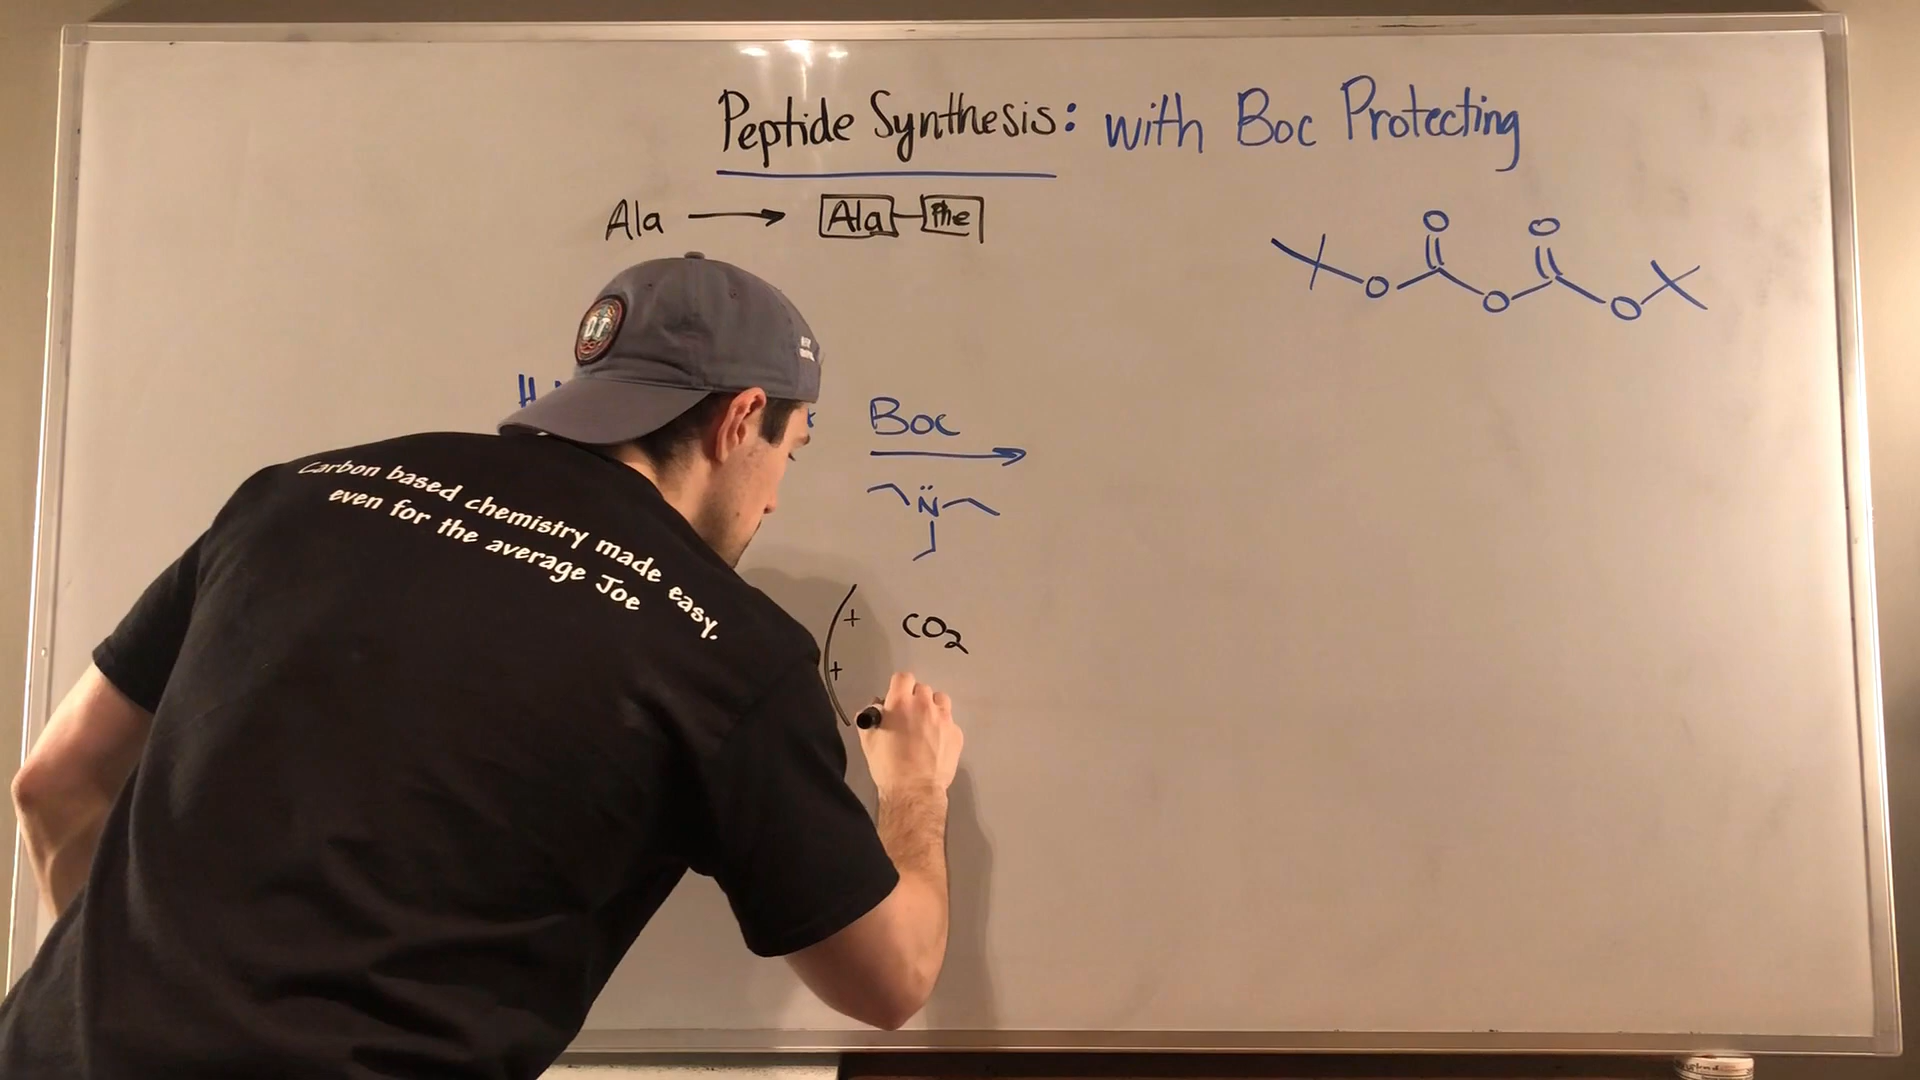 Peptide Synthesis: with Boc Protecting
Ala → Ala-Phe
O O
O O O
H
Boc
N
+ CO2
+
D.T
Carbon based chemistry made easy,
even for the average Joe